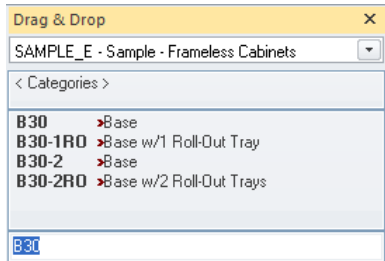 Drag & Drop
SAMPLE_E - Sample - Frameless Cabinets
< Categories >
B30 Base
B30-1RO Base w/1 Roll-Out Tray
B30-2 Base
B30-2RO Base w/2 Roll-Out Trays
B30